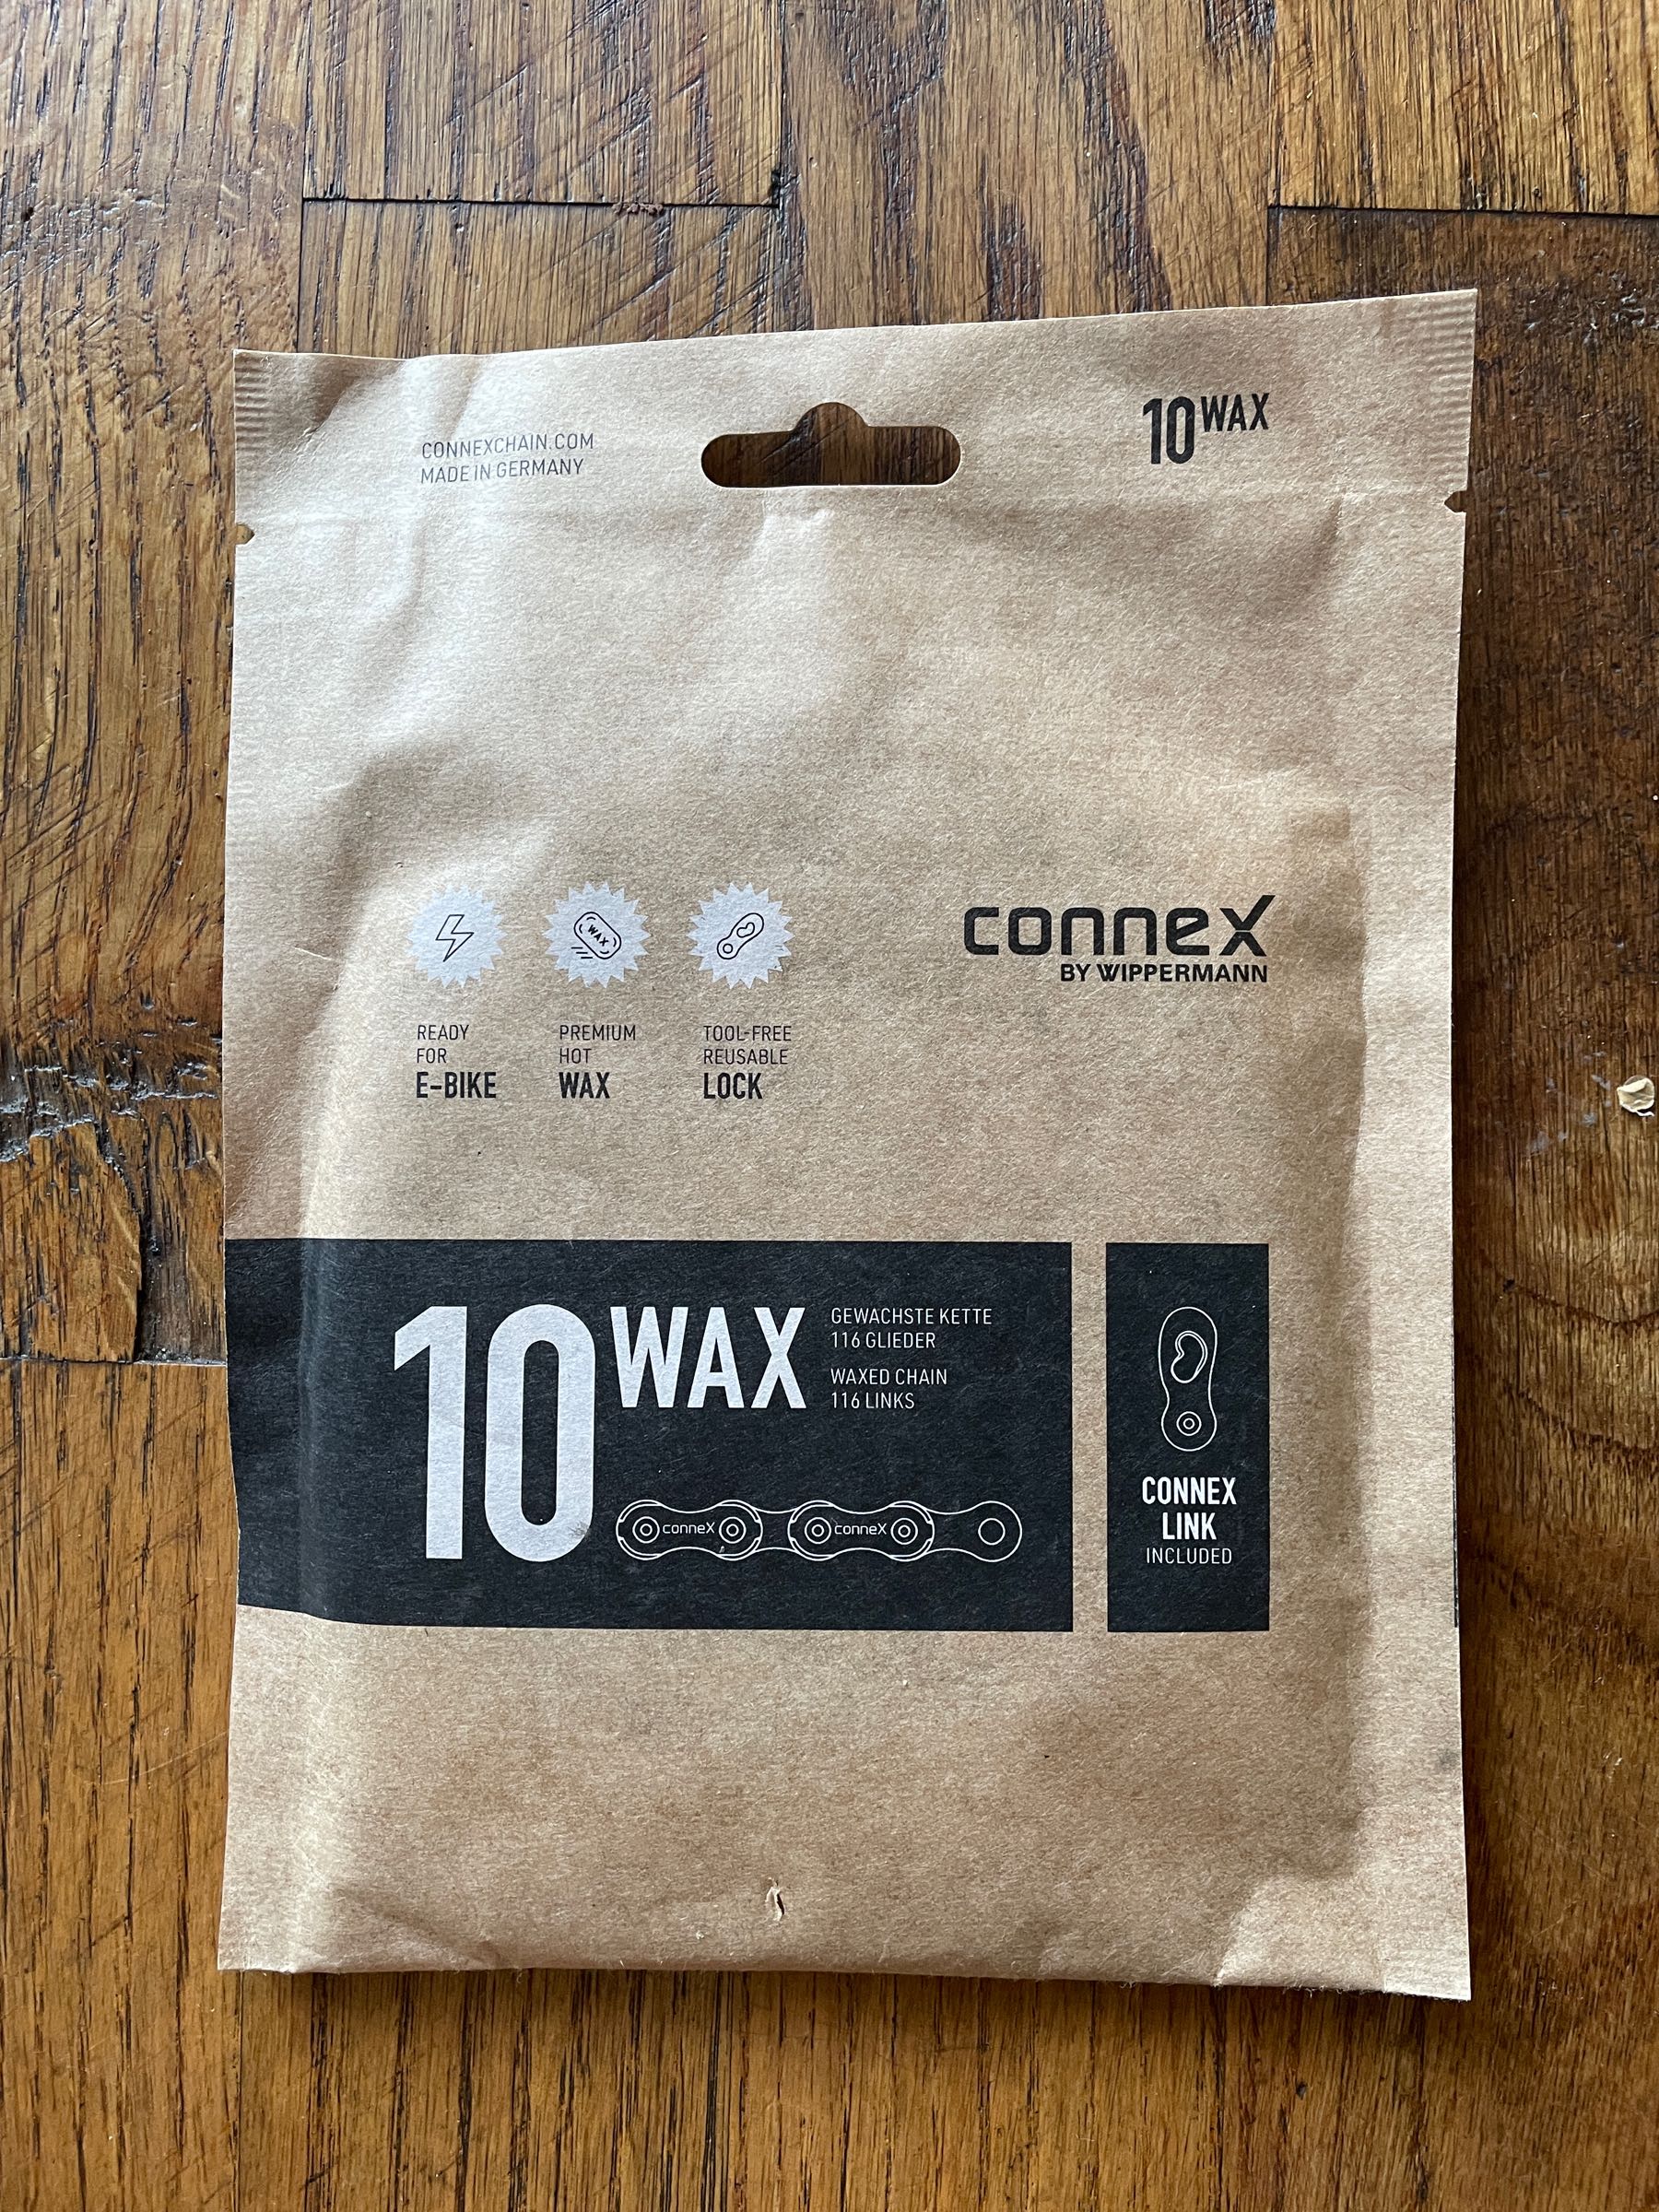 CONNEXCHAIN.COM
MADE IN GERMANY
10 WAX
WAX
conneX
BY WIPPERMANN
READY
FOR
E-BIKE
PREMIUM
HOT
WAX
TOOL-FREE
REUSABLE
LOCK
10 WAX
GEWACHSTE KETTE
116 GLIEDER
WAXED CHAIN
116 LINKS
conneX conneX
CONNEX
LINK
INCLUDED